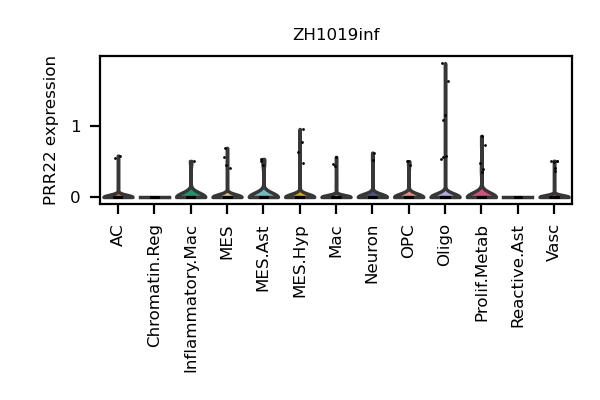 ZH1019inf
PRR22 expression
1
0
AC
Chromatin.Reg
Inflammatory.Mac
MES
MES.Ast
MES.Hyp
Mac
Neuron
OPC
Oligo
Prolif.Metab
Reactive.Ast
Vasc